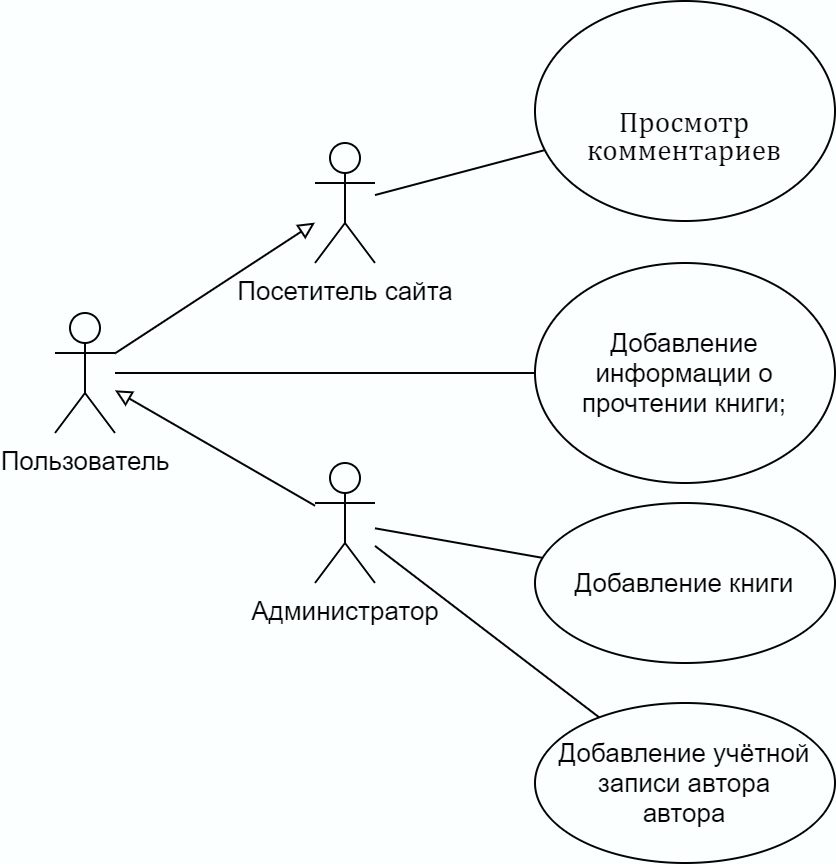 Просмотр
комментариев
Посетитель сайта
Добавление
информации о
прочтении книги;
Пользователь
Добавление книги
Администратор
Добавление учётной
записи автора
автора